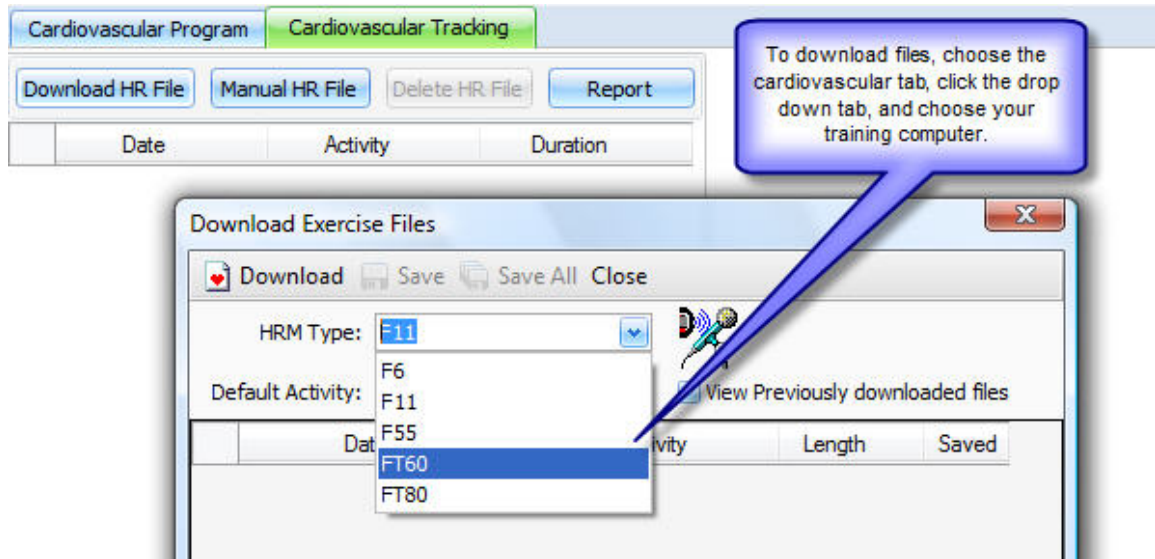 Cardiovascular Program Cardiovascular Tracking
To download files, choose the
cardiovascular tab, click the drop
down tab, and choose your
training computer.
Download HR File Manual HR File Delete HR File Report
Date Activity Duration
Download Exercise Files
Download Save Save All Close
HRM Type: F11
F6
Default Activity: View Previously downloaded files
F11
F55
Dat ivity Length Saved
FT60
FT80